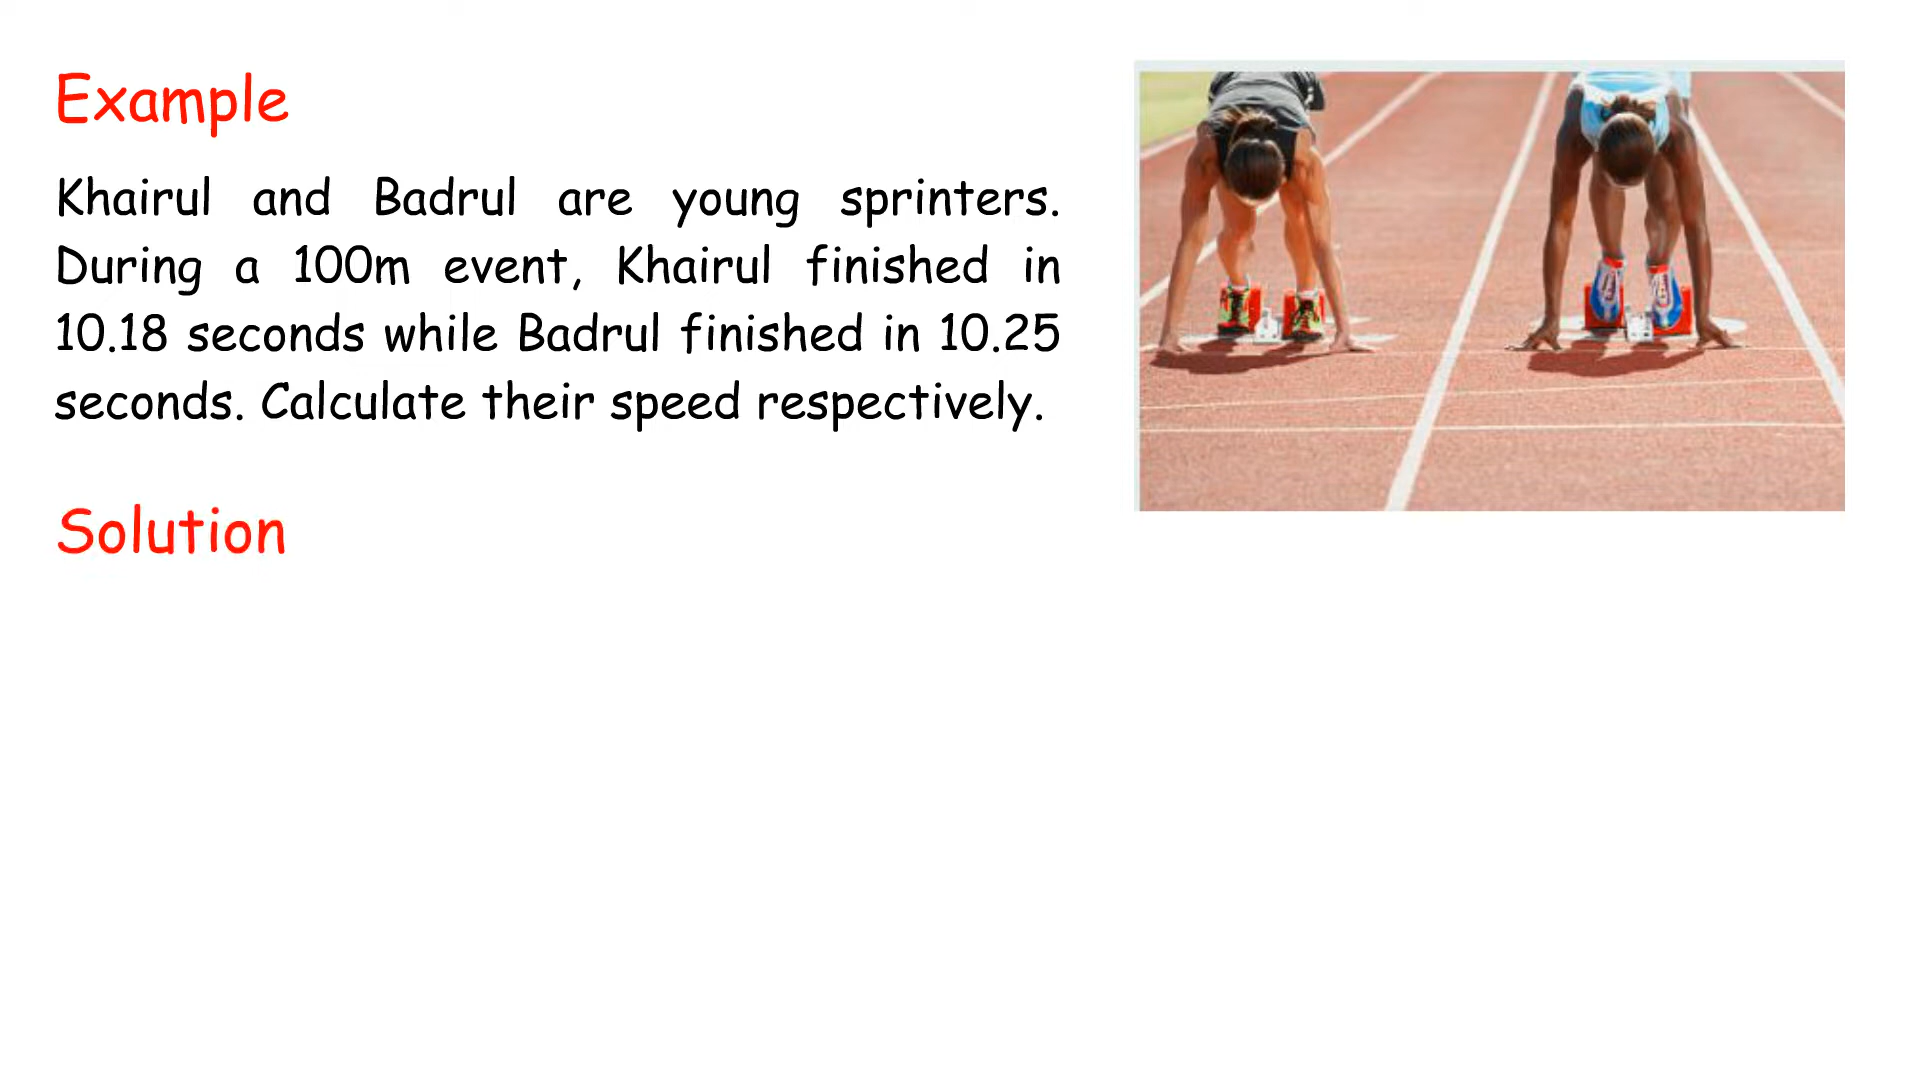 Example
Khairul and Badrul are young sprinters.
During a 100m event, Khairul finished in
10.18 seconds while Badrul finished in 10.25
seconds. Calculate their speed respectively.
Solution